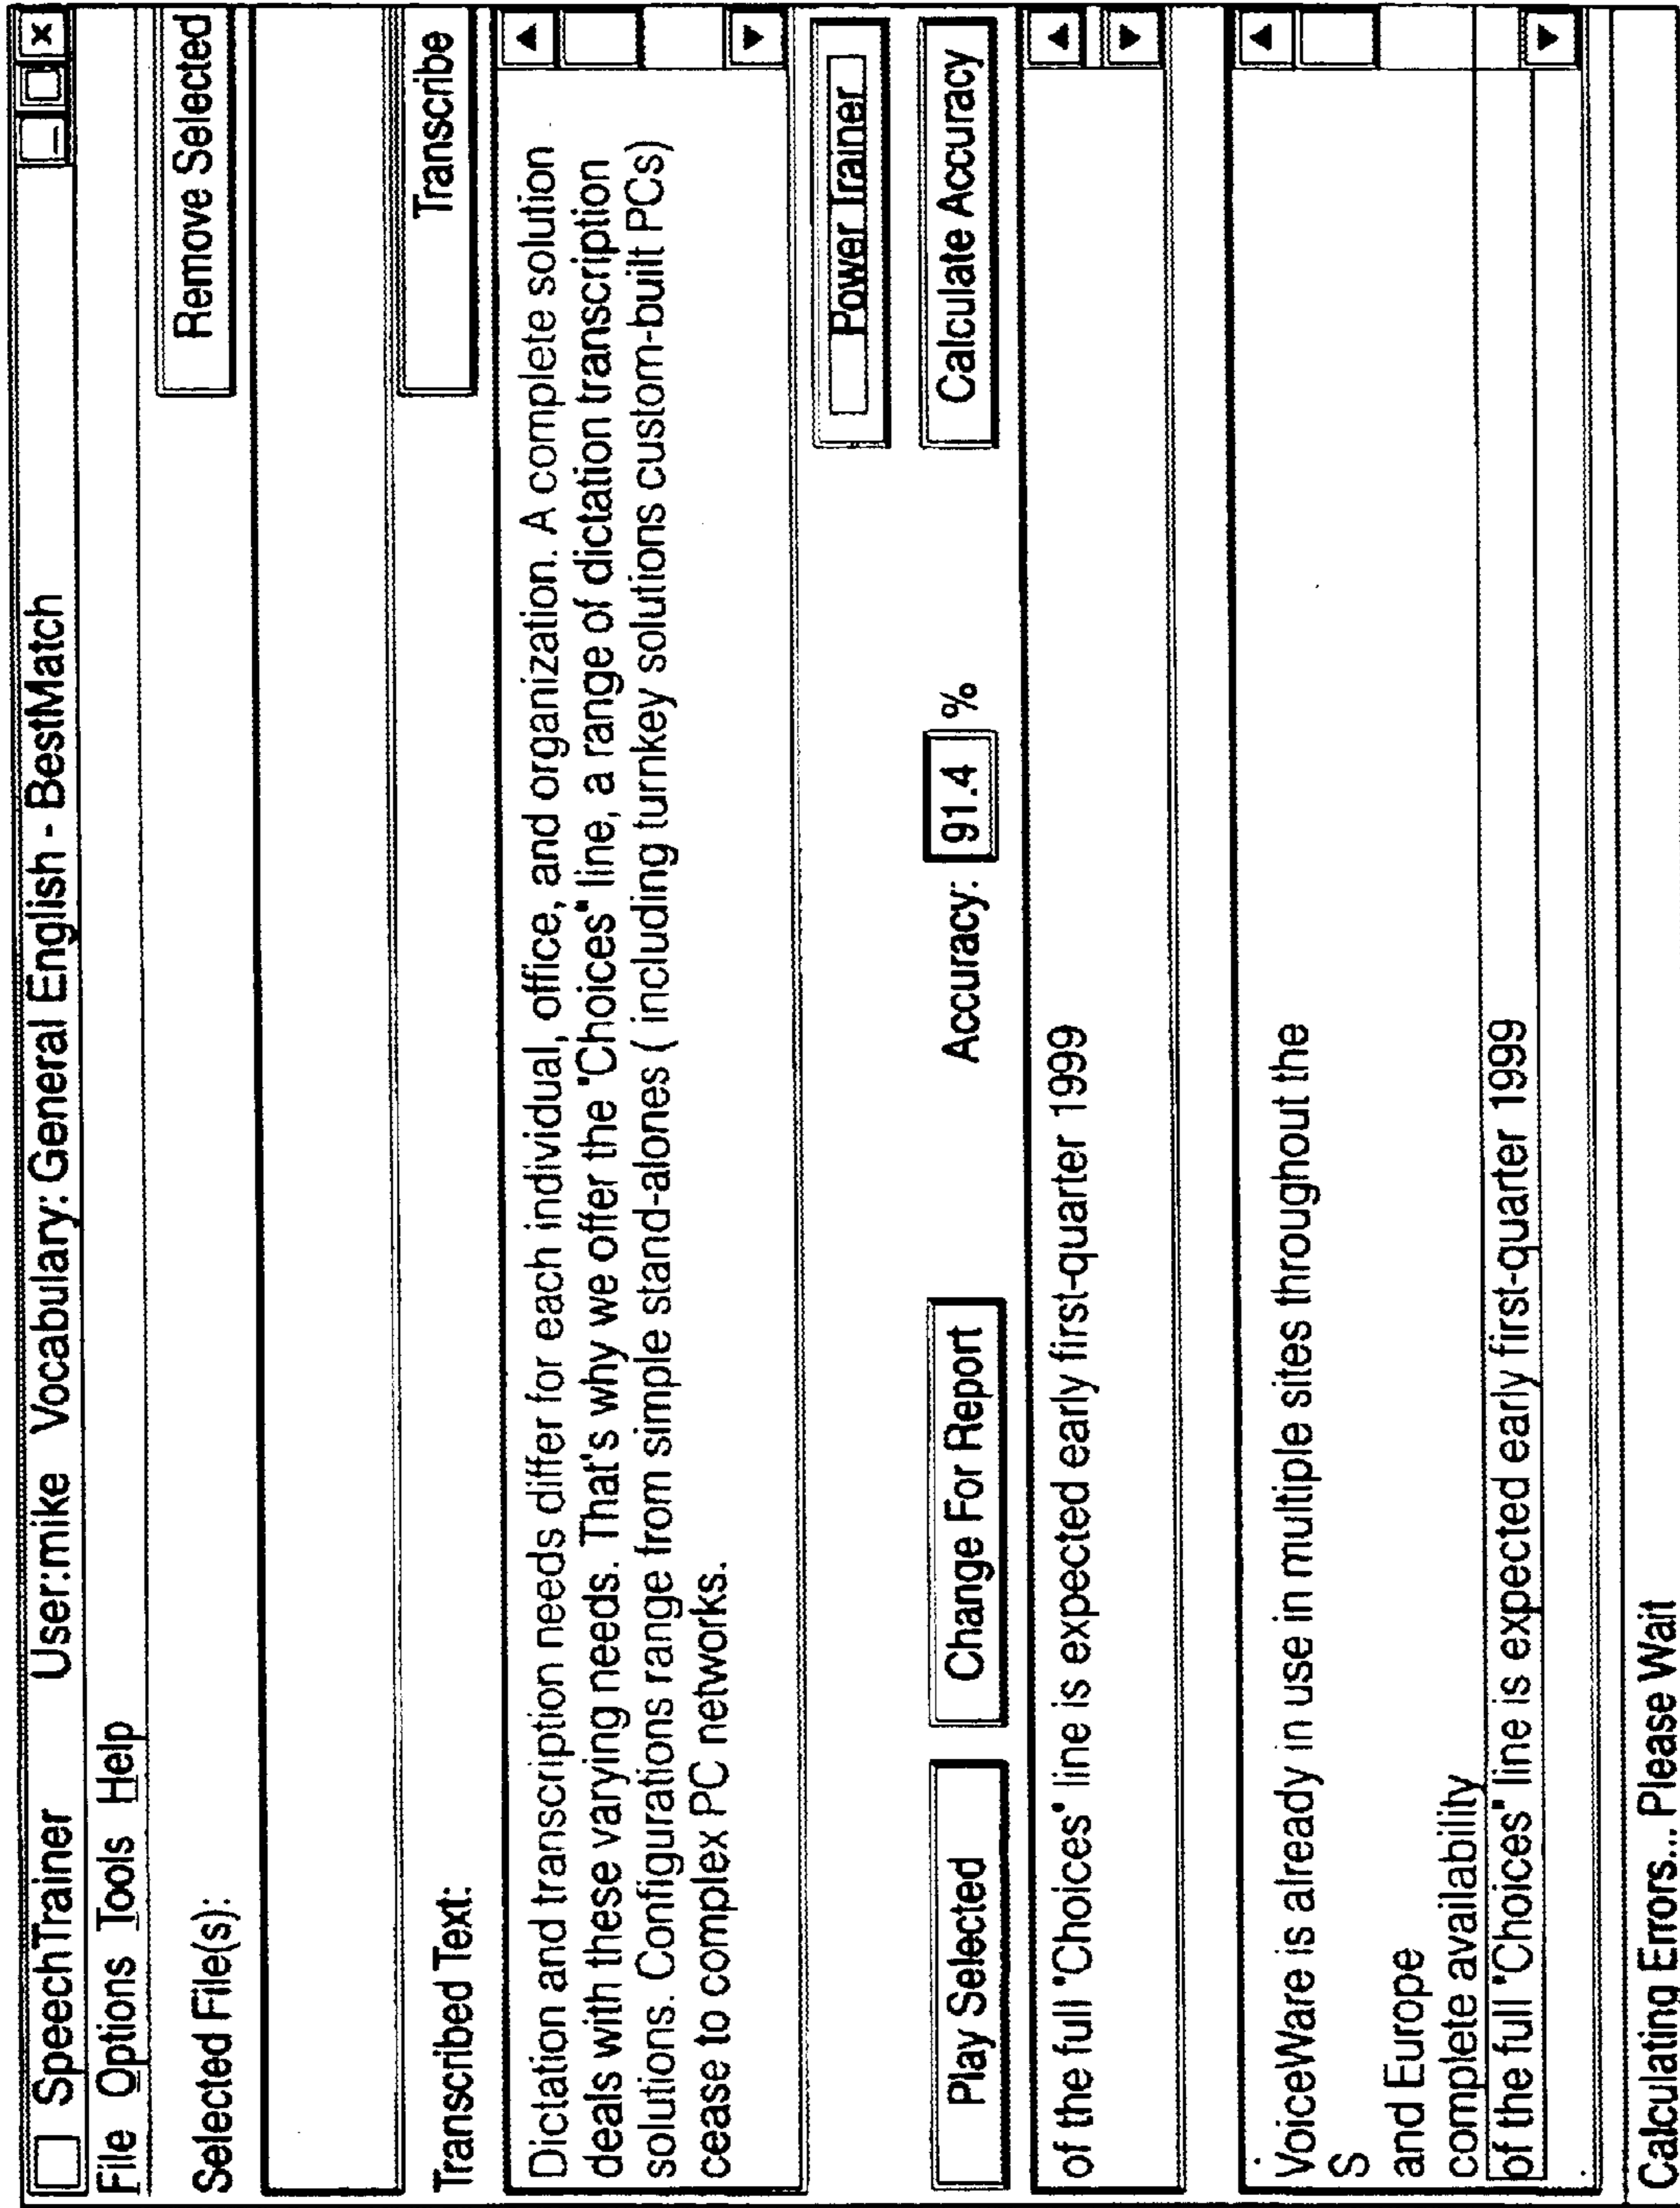 SpeechTrainer User:mike Vocabulary: General English - BestMatch
File Options Tools Help
Selected File(s):
Remove Selected
Transcribed Text:
Transcribe
Dictation and transcription needs differ for each individual, office, and organization. A complete solution
deals with these varying needs. That's why we offer the "Choices" line, a range of dictation transcription
solutions. Configurations range from simple stand-alones ( including turnkey solutions custom-built PCs)
cease to complex PC networks.
Power Trainer
Play Selected Change For Report Accuracy: 91.4 % Calculate Accuracy
of the full "Choices" line is expected early first-quarter 1999
.
VoiceWare is already in use in multiple sites throughout the
S
and Europe
complete availability
of the full "Choices" line is expected early first-quarter 1999
.
Calculating Errors... Please Wait